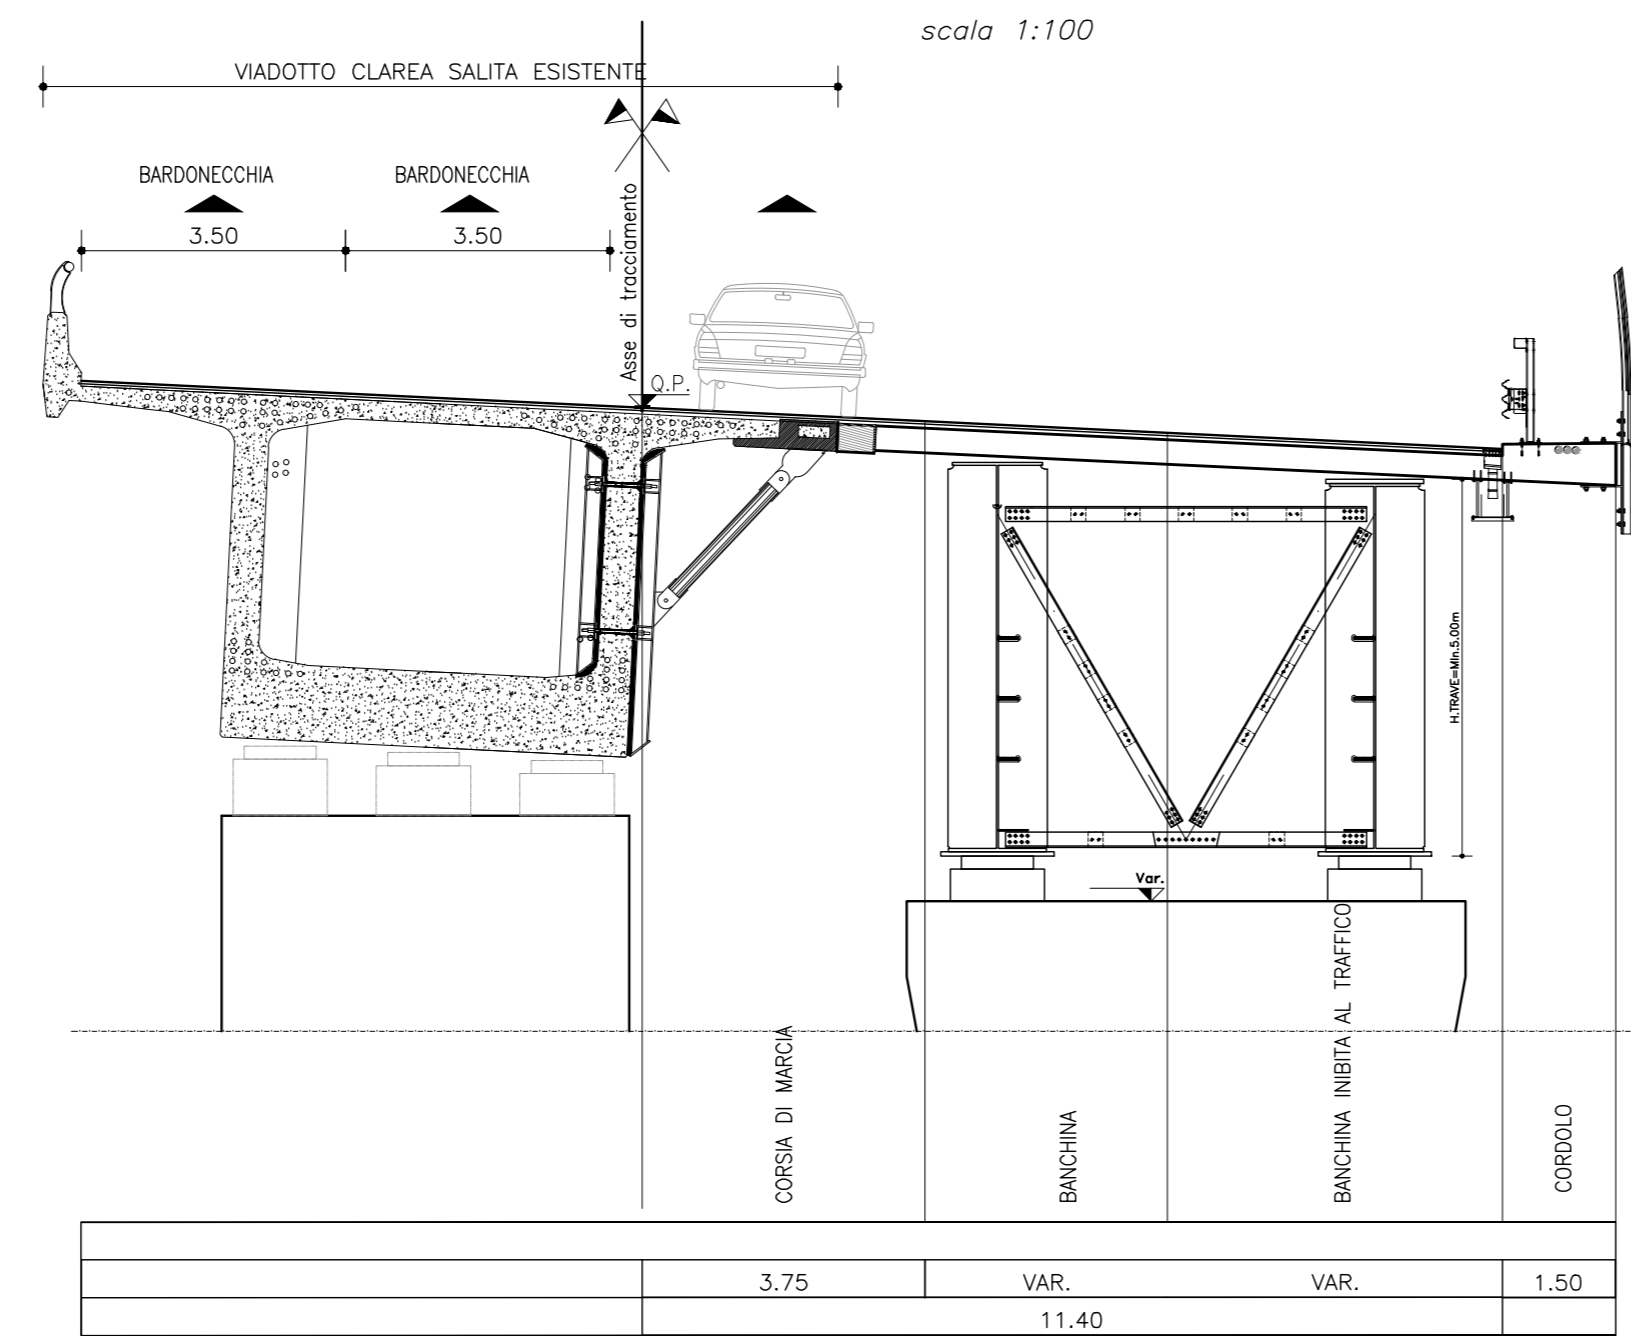 scala 1:100
VIADOTTO CLAREA SALITA ESISTENTE
BARDONECCHIA
BARDONECCHIA
3.50
3.50
Asse di tracciamento
Q.P.
H.TRAVE=Min.5.00m
Var.
CORSIA DI MARCIA
BANCHINA
BANCHINA INIBITA AL TRAFFICO
CORDOLO
3.75
VAR.
VAR.
1.50
11.40